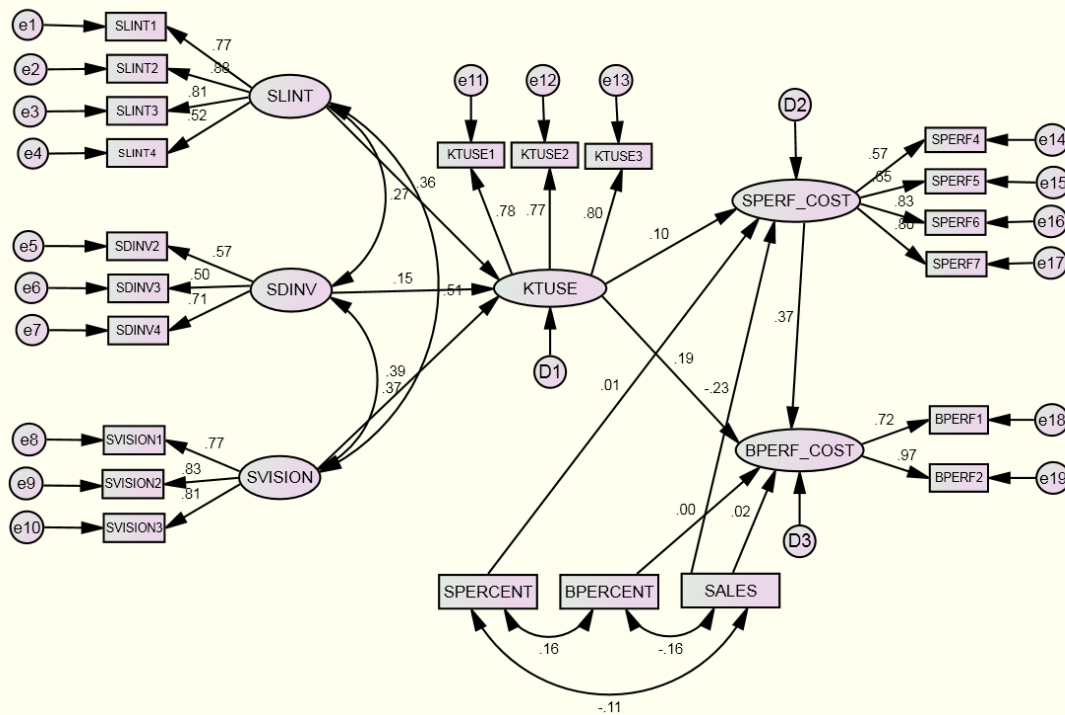 e1
SLINT1
.77
e2
SLINT2
.88
e3
SLINT3
.81
e4
SLINT4
.52
SLINT
e5
SDINV2
.57
e6
SDINV3
.50
e7
SDINV4
.71
SDINV
e8
SVISION1
.77
e9
SVISION2
.83
e10
SVISION3
.81
SVISION
.27
.36
.15
.51
.39
.37
e11
e12
e13
KTUSE1
KTUSE2
KTUSE3
.78
.77
.80
KTUSE
D1
.10
.19
.01
-.23
.37
.00
.02
D2
SPERF_COST
.57
SPERF4
e14
.65
SPERF5
e15
.83
SPERF6
e16
.80
SPERF7
e17
BPERF_COST
.72
BPERF1
e18
.97
BPERF2
e19
D3
SPERCENT
BPERCENT
SALES
.16
-.16
-.11